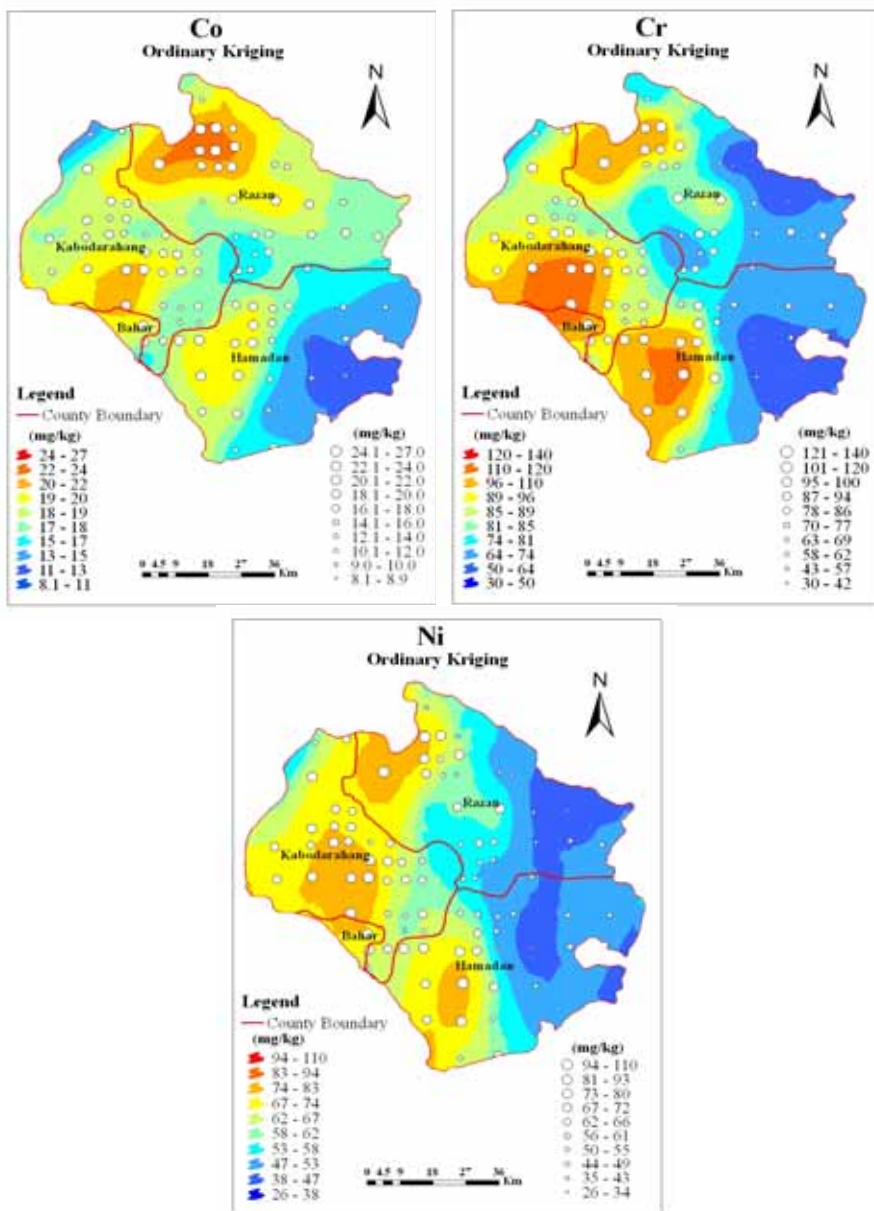 Co
Ordinary Kriging
N
Razan
Kabodarahang
Bahar
Hamadan
Legend
County Boundary
(mg/kg)
24 - 27
22 - 24
20 - 22
19 - 20
18 - 19
17 - 18
15 - 17
13 - 15
11 - 13
8.1 - 11
(mg/kg)
24.1 - 27.0
22.1 - 24.0
20.1 - 22.0
18.1 - 20.0
16.1 - 18.0
14.1 - 16.0
12.1 - 14.0
10.1 - 12.0
9.0 - 10.0
8.1 - 8.9
0 4.5 9 18 27 36
Km
Cr
Ordinary Kriging
N
Razan
Kabodarahang
Bahar
Hamadan
Legend
County Boundary
(mg/kg)
120 - 140
110 - 120
96 - 110
89 - 96
85 - 89
81 - 85
74 - 81
64 - 74
50 - 64
30 - 50
(mg/kg)
121 - 140
101 - 120
95 - 100
87 - 94
78 - 86
70 - 77
63 - 69
58 - 62
43 - 57
30 - 42
0 4.5 9 18 27 36
Km
Ni
Ordinary Kriging
N
Razan
Kabodarahang
Bahar
Hamadan
Legend
County Boundary
(mg/kg)
94 - 110
83 - 94
74 - 83
67 - 74
62 - 67
58 - 62
53 - 58
47 - 53
38 - 47
26 - 38
(mg/kg)
94 - 110
81 - 93
73 - 80
67 - 72
62 - 66
56 - 61
50 - 55
44 - 49
35 - 43
26 - 34
0 4.5 9 18 27 36
Km